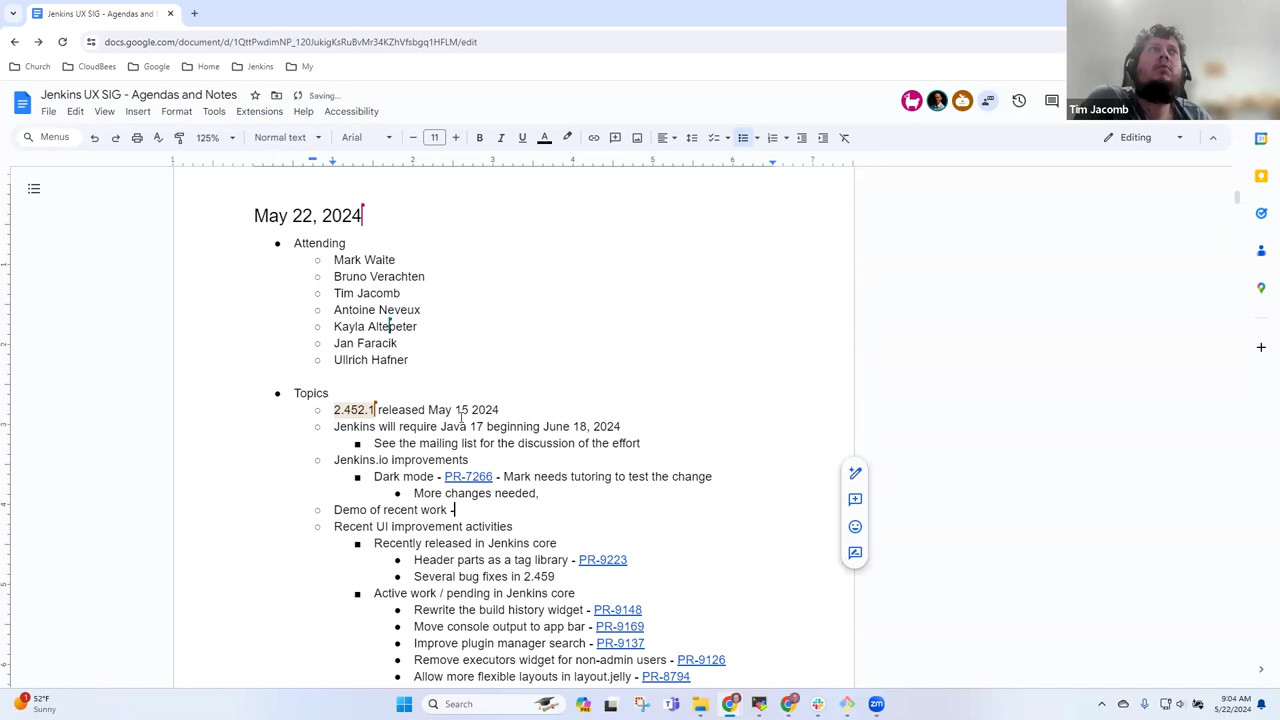 Jenkins UX SIG - Agendas and
docs.google.com/document/d/1QttPwdimNP_120JukigKsRuBvMr34KZhVfsbgq1HFLM/edit
Church CloudBees Google Home Jenkins My
Jenkins UX SIG - Agendas and Notes Saving...
File Edit View Insert Format Tools Extensions Help Accessibility
Tim Jacomb
Menus 125% Normal text Arial 11 B I U A Editing
1 1 2 3 4 5 6 7
May 22, 2024
Attending
Mark Waite
Bruno Verachten
Tim Jacomb
Antoine Neveux
Kayla Altepeter
Jan Faracik
Ullrich Hafner
Topics
2.452.1 released May 15 2024
Jenkins will require Java 17 beginning June 18, 2024
See the mailing list for the discussion of the effort
Jenkins.io improvements
Dark mode - PR-7266 - Mark needs tutoring to test the change
More changes needed,
Demo of recent work -
Recent UI improvement activities
Recently released in Jenkins core
Header parts as a tag library - PR-9223
Several bug fixes in 2.459
Active work / pending in Jenkins core
Rewrite the build history widget - PR-9148
Move console output to app bar - PR-9169
Improve plugin manager search - PR-9137
Remove executors widget for non-admin users - PR-9126
Allow more flexible layouts in layout.jelly - PR-8794
52°F
Sunny
Search
9:04 AM
5/22/2024